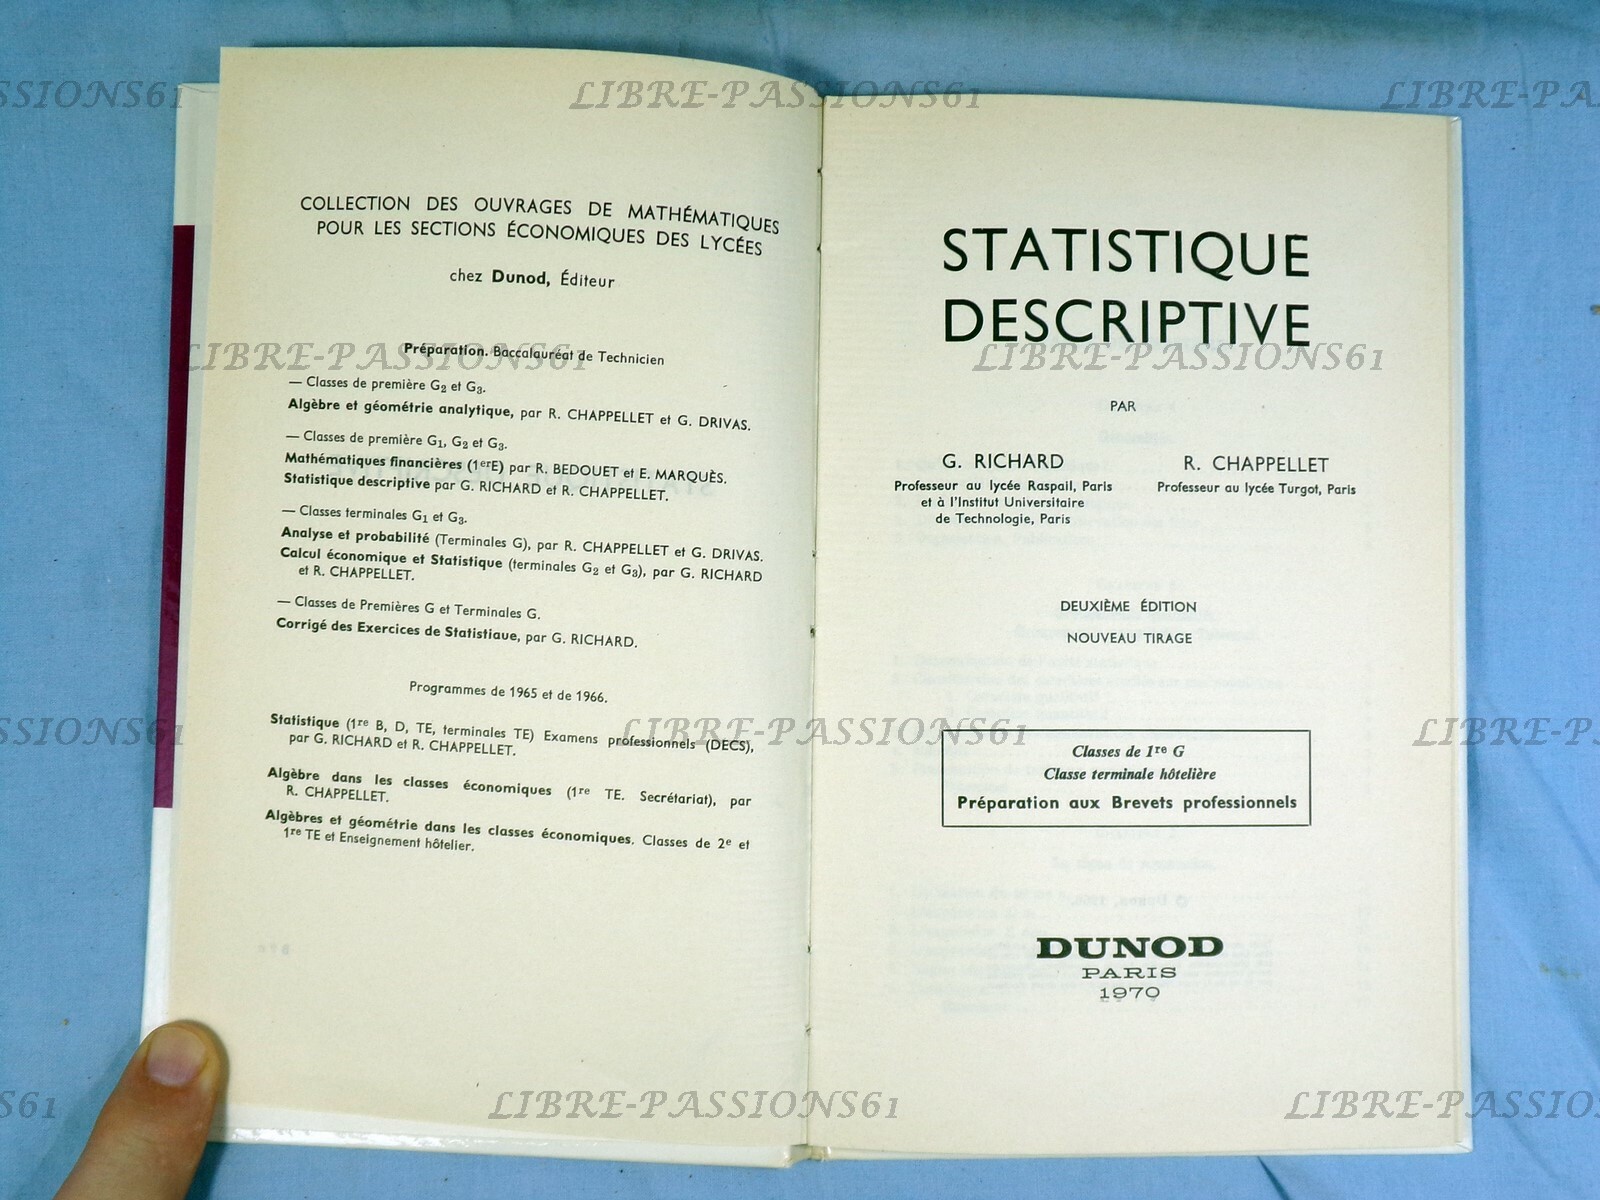 COLLECTION DES OUVRAGES DE MATHÉMATIQUES
POUR LES SECTIONS ÉCONOMIQUES DES LYCÉES
chez Dunod, Éditeur
Préparation. Baccalauréat de Technicien
— Classes de première G2 et G3.
Algèbre et géométrie analytique, par R. CHAPPELLET et G. DRIVAS.
— Classes de première G1, G2 et G3.
Mathématiques financières (1erE) par R. BEDOUET et E. MARQUÈS.
Statistique descriptive par G. RICHARD et R. CHAPPELLET.
— Classes terminales G1 et G3.
Analyse et probabilité (Terminales G), par R. CHAPPELLET et G. DRIVAS.
Calcul économique et Statistique (terminales G2 et G3), par G. RICHARD
et R. CHAPPELLET.
— Classes de Premières G et Terminales G.
Corrigé des Exercices de Statistiaue, par G. RICHARD.
Programmes de 1965 et de 1966.
Statistique (1re B, D, TE, terminales TE) Examens professionnels (DECS),
par G. RICHARD et R. CHAPPELLET.
Algèbre dans les classes économiques (1re TE. Secrétariat), par
R. CHAPPELLET.
Algèbres et géométrie dans les classes économiques. Classes de 2e et
1re TE et Enseignement hôtelier.
STATISTIQUE
DESCRIPTIVE
PAR
G. RICHARD
Professeur au lycée Raspail, Paris
et à l'Institut Universitaire
de Technologie, Paris
R. CHAPPELLET
Professeur au lycée Turgot, Paris
DEUXIÈME ÉDITION
NOUVEAU TIRAGE
Classes de 1re G
Classe terminale hôtelière
Préparation aux Brevets professionnels
DUNOD
PARIS
1970
LIBRE-PASSIONS61